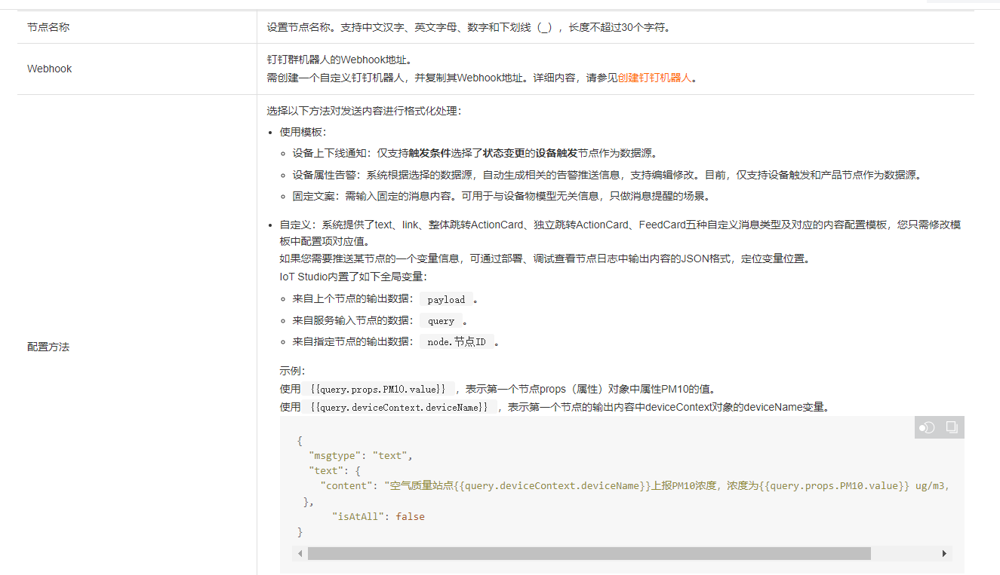 节点名称
设置节点名称。支持中文汉字、英文字母、数字和下划线（_），长度不超过30个字符。
Webhook
钉钉群机器人的Webhook地址。
需创建一个自定义钉钉机器人，并复制其Webhook地址。详细内容，请参见创建钉钉机器人。
配置方法
选择以下方法对发送内容进行格式化处理：
• 使用模板：
◦ 设备上下线通知：仅支持触发条件选择了状态变更的设备触发节点作为数据源。
◦ 设备属性告警：系统根据选择的数据源，自动生成相关的告警推送信息，支持编辑修改。目前，仅支持设备触发和产品节点作为数据源。
◦ 固定文案：需输入固定的消息内容。可用于与设备物模型无关信息，只做消息提醒的场景。
• 自定义：系统提供了text、link、整体跳转ActionCard、独立跳转ActionCard、FeedCard五种自定义消息类型及对应的内容配置模板，您只需修改模
板中配置项对应值。
如果您需要推送某节点的一个变量信息，可通过部署、调试查看节点日志中输出内容的JSON格式，定位变量位置。
IoT Studio内置了如下全局变量：
◦ 来自上个节点的输出数据： payload 。
◦ 来自服务输入节点的数据： query 。
◦ 来自指定节点的输出数据： node.节点ID 。
示例：
使用 {{query.props.PM10.value}} ，表示第一个节点props（属性）对象中属性PM10的值。
使用 {{query.deviceContext.deviceName}} ，表示第一个节点的输出内容中deviceContext对象的deviceName变量。
{
"msgtype": "text",
"text": {
"content": "空气质量站点{{query.deviceContext.deviceName}}上报PM10浓度，浓度为{{query.props.PM10.value}} ug/m3,
},
"isAtAll": false
}